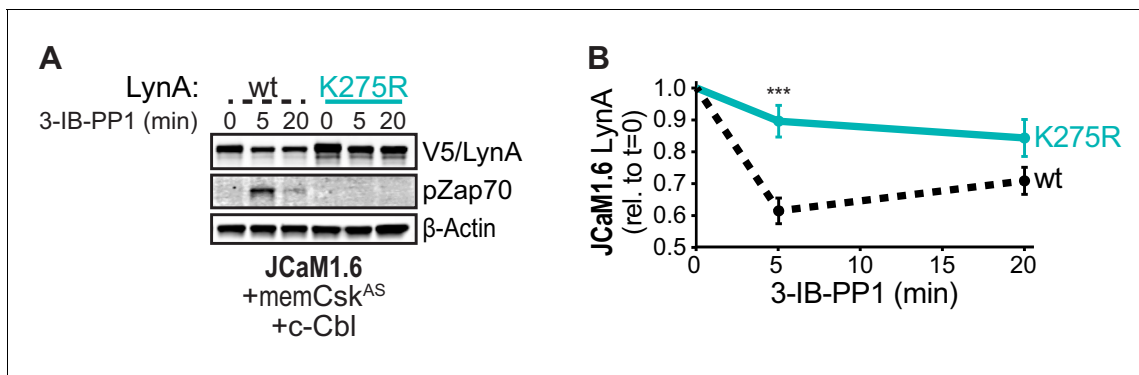 A
LynA: wt K275R
3-IB-PP1 (min) 0 5 20 0 5 20
V5/LynA
pZap70
β-Actin
JCaM1.6
+memCskAS
+c-Cbl
B
JCaM1.6 LynA
(rel. to t=0)
1.0
0.9
0.8
0.7
0.6
0.5
***
K275R
wt
0 5 10 15 20
3-IB-PP1 (min)